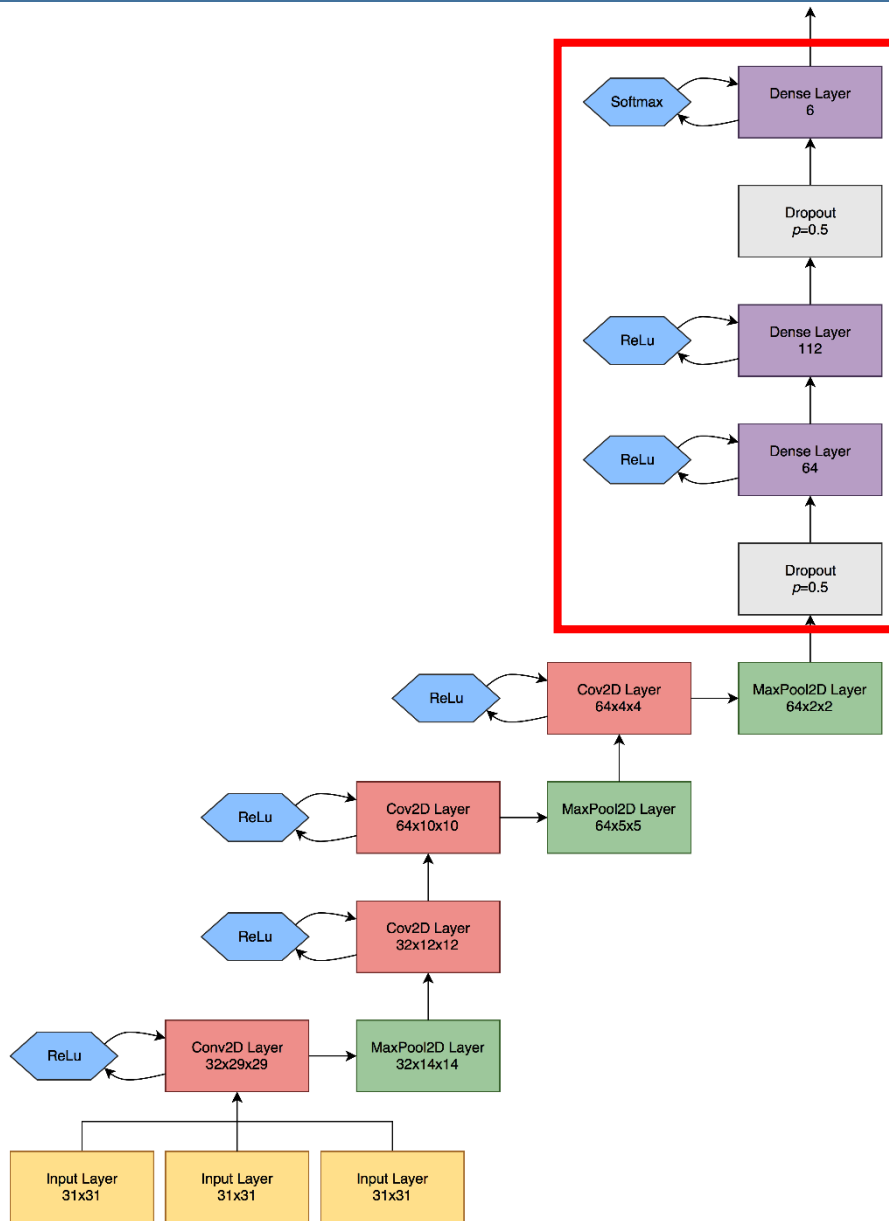 Softmax
Dense Layer
6
Dropout
p=0.5
ReLu
Dense Layer
112
ReLu
Dense Layer
64
Dropout
p=0.5
ReLu
Cov2D Layer
64x4x4
MaxPool2D Layer
64x2x2
ReLu
Cov2D Layer
64x10x10
MaxPool2D Layer
64x5x5
ReLu
Cov2D Layer
32x12x12
ReLu
Conv2D Layer
32x29x29
MaxPool2D Layer
32x14x14
Input Layer
31x31
Input Layer
31x31
Input Layer
31x31